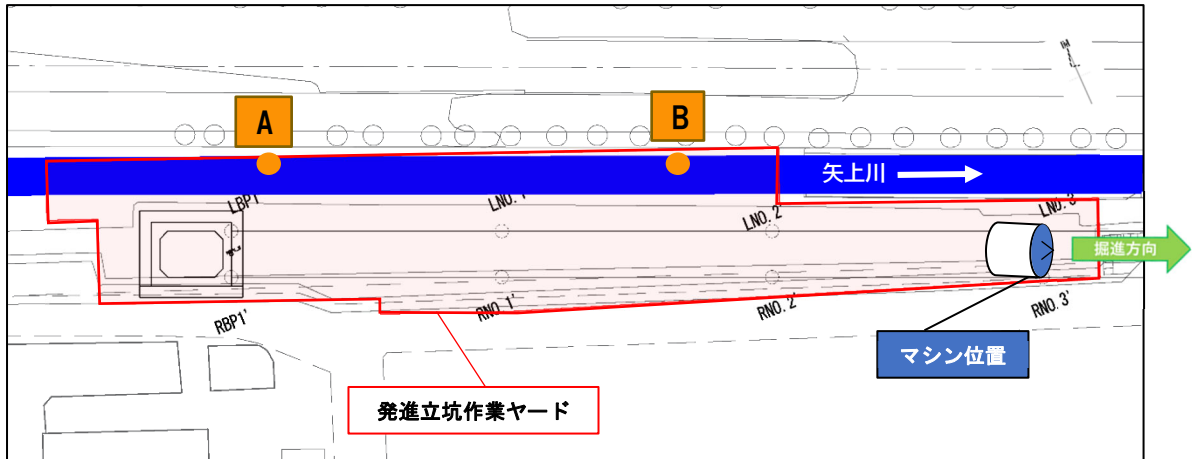 A
B
矢上川
LBP1
LNO.1'
LNO.2
LNO.3
掘進方向
RBP1'
RNO.1'
RNO.2'
RNO.3'
マシン位置
発進立坑作業ヤード